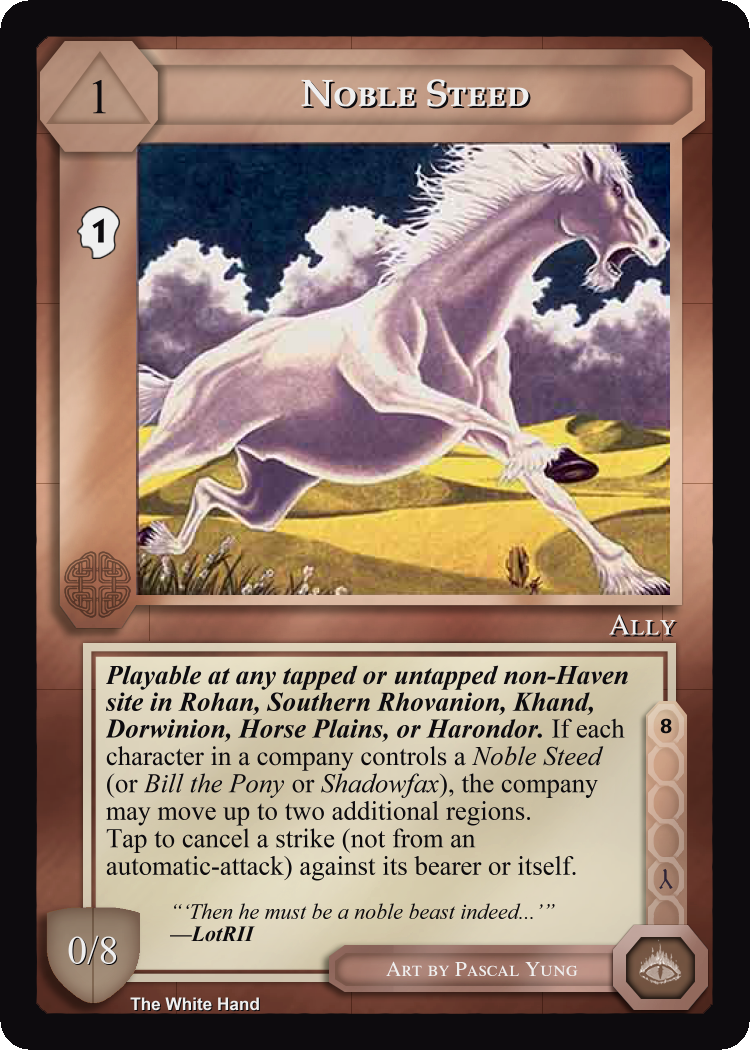 1
Noble Steed
1
Ally
Playable at any tapped or untapped non-Haven
site in Rohan, Southern Rhovanion, Khand,
Dorwinion, Horse Plains, or Harondor. If each
character in a company controls a Noble Steed
(or Bill the Pony or Shadowfax), the company
may move up to two additional regions.
Tap to cancel a strike (not from an
automatic-attack) against its bearer or itself.
8
“‘Then he must be a noble beast indeed...’”
—LotRII
0/8
Art by Pascal Yung
The White Hand